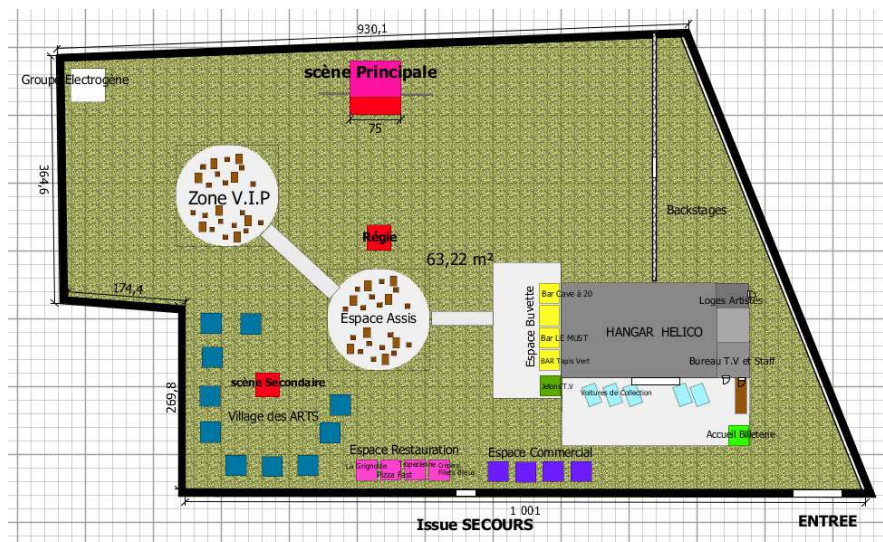 930,1
scène Principale
Groupe Electrogène
75
364,6
Zone V.I.P
Backstages
Régie
63,22 m²
174,4
Espace Assis
Espace Buvette
Bar Cave à 20
Loges Artistes
HANGAR HELICO
Bar LE MUST
BAR Tapis Vert
Bureau T.V et Staff
scène Secondaire
Jetons T.V
Voitures de Collection
269,8
Village des ARTS
Accueil Billeterie
Espace Restauration
Espace Commercial
La Grignote
Pizza Fast
Filets Bleus
1 001
Issue SECOURS
ENTREE